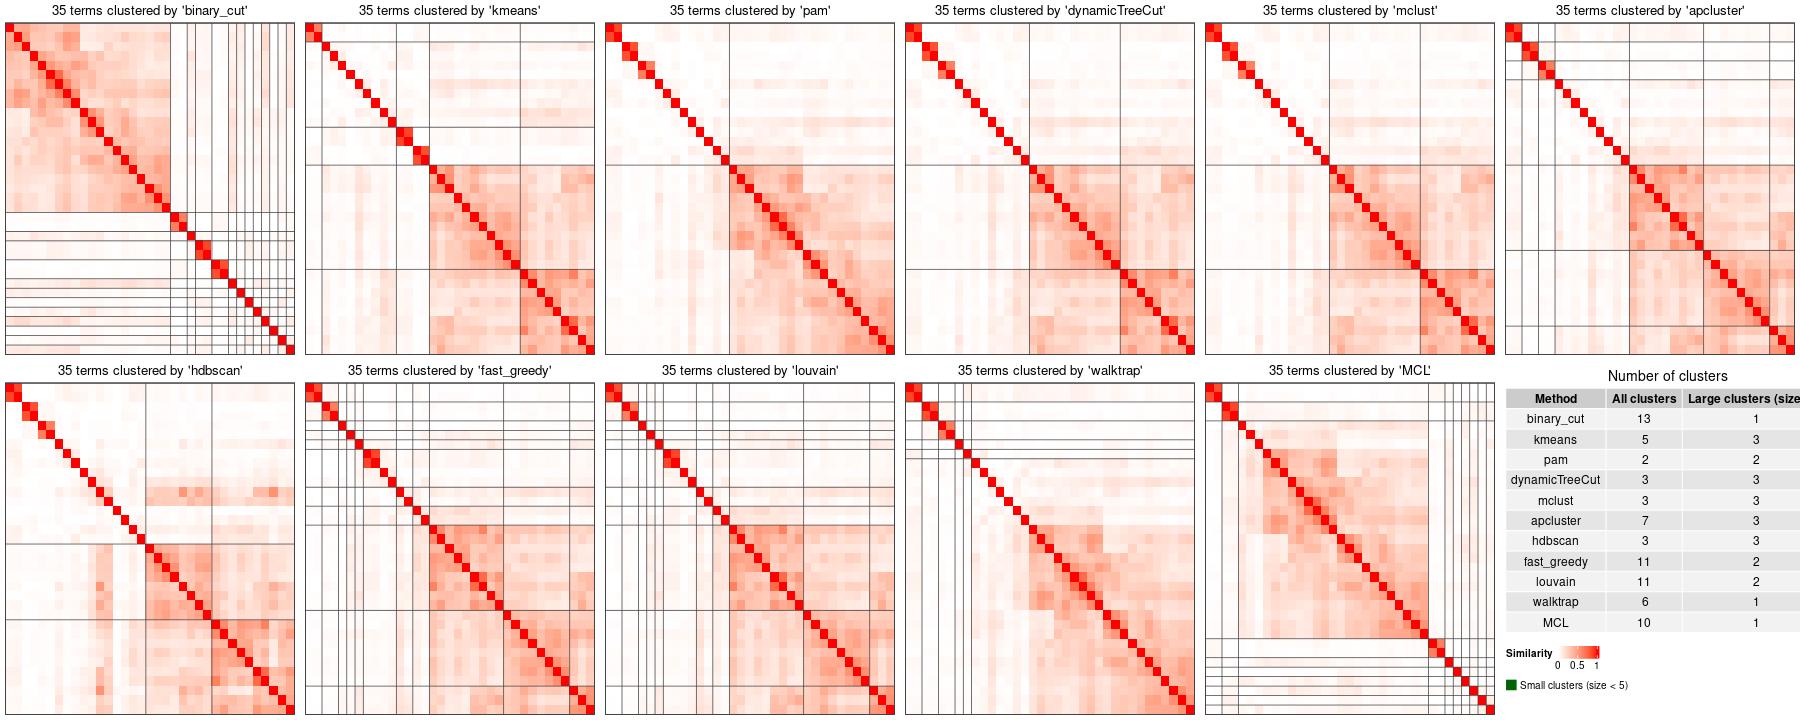 35 terms clustered by 'binary_cut'
35 terms clustered by 'kmeans'
35 terms clustered by 'pam'
35 terms clustered by 'dynamicTreeCut'
35 terms clustered by 'mclust'
35 terms clustered by 'apcluster'
35 terms clustered by 'hdbscan'
35 terms clustered by 'fast_greedy'
35 terms clustered by 'louvain'
35 terms clustered by 'walktrap'
35 terms clustered by 'MCL'
Number of clusters
Method All clusters Large clusters (size
binary_cut 13 1
kmeans 5 3
pam 2 2
dynamicTreeCut 3 3
mclust 3 3
apcluster 7 3
hdbscan 3 3
fast_greedy 11 2
louvain 11 2
walktrap 6 1
MCL 10 1
Similarity
0 0.5 1
Small clusters (size < 5)